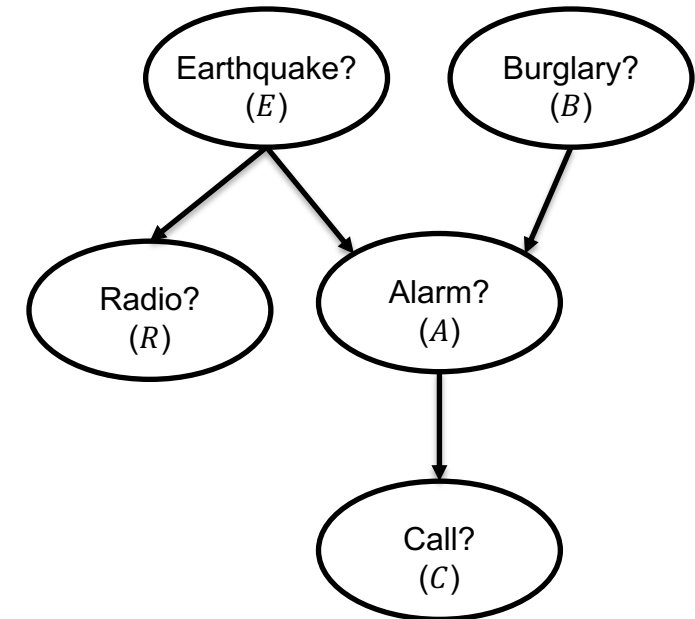 Earthquake?
(E)
Burglary?
(B)
Radio?
(R)
Alarm?
(A)
Call?
(C)